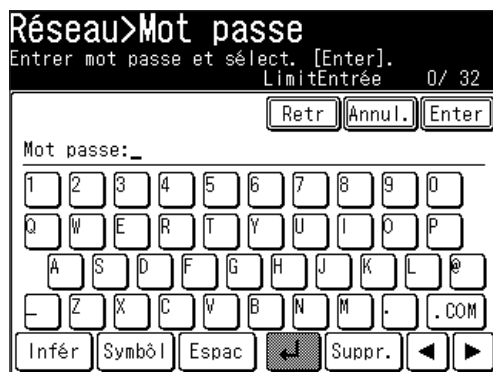 Réseau>Mot passe
Entrer mot passe et sélect. [Enter].
LimitEntrée 0/ 32
Retr Annul. Enter
Mot passe:_
1 2 3 4 5 6 7 8 9 0
Q W E R T Y U I O P
A S D F G H J K L @
_ Z X C V B N M . .COM
Infér Symbôl Espac ↵ Suppr. ◀ ▶